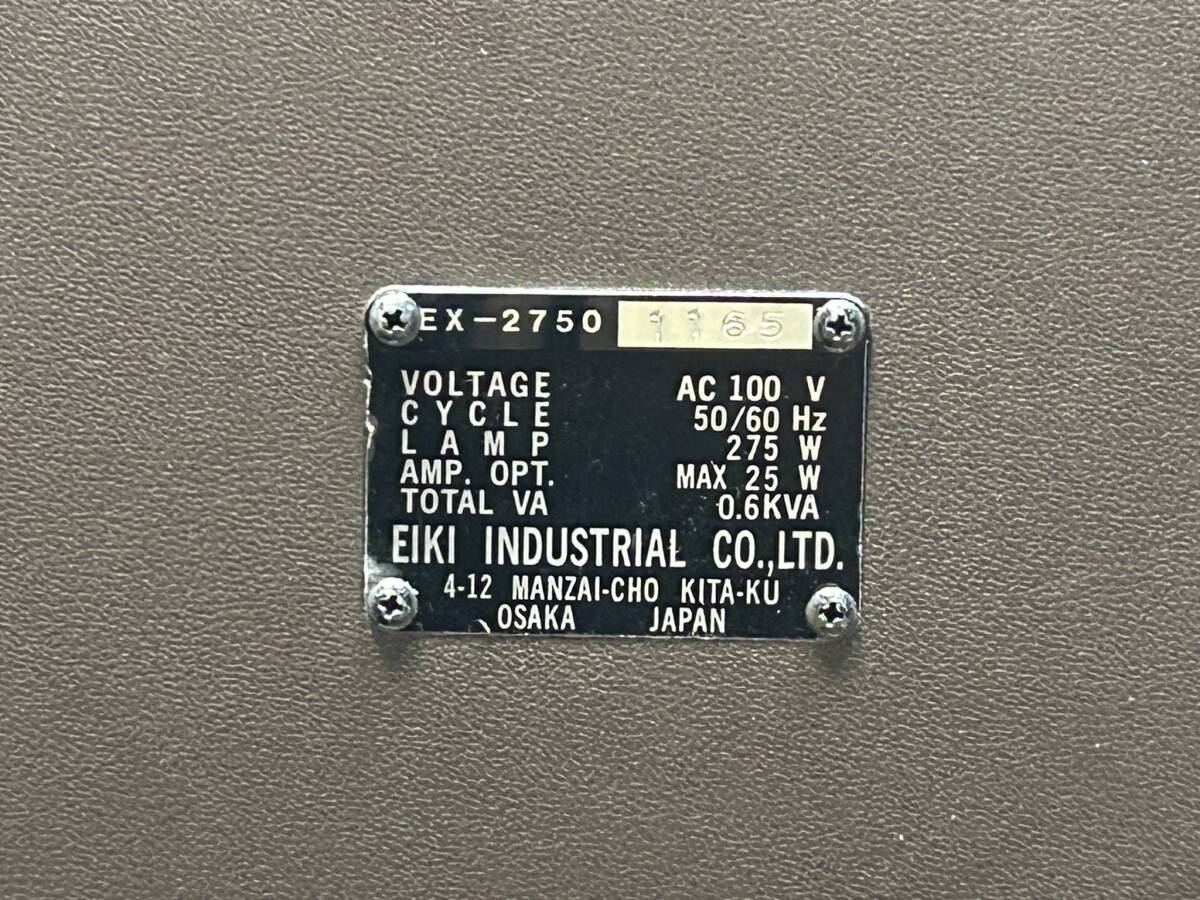 EX-2750 1165
VOLTAGE AC 100 V
CYCLE 50/60 Hz
LAMP 275 W
AMP. OPT. MAX 25 W
TOTAL VA 0.6KVA
EIKI INDUSTRIAL CO.,LTD.
4-12 MANZAI-CHO KITA-KU
OSAKA JAPAN